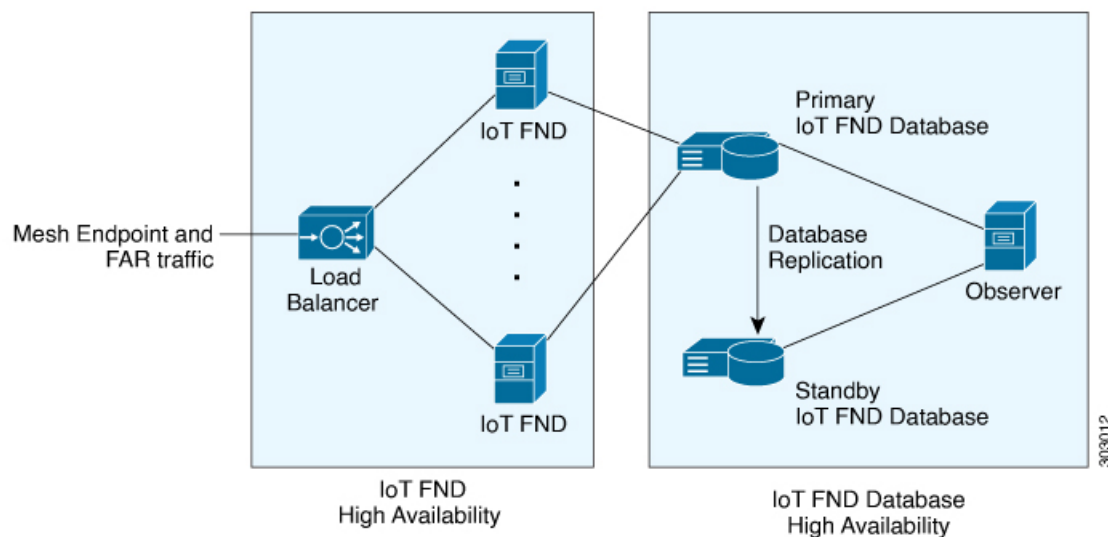 IoT FND
Mesh Endpoint and
FAR traffic
Load
Balancer
IoT FND
IoT FND
High Availability
Primary
IoT FND Database
Database
Replication
Observer
Standby
IoT FND Database
IoT FND Database
High Availability
303012